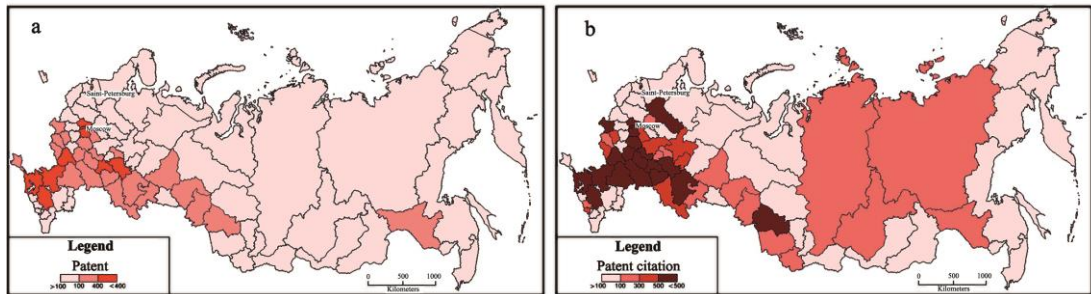 a
Saint-Petersburg
Moscow
Legend
Patent
>100 100 400 <400
0 500 1000
Kilometers
b
Saint-Petersburg
Moscow
Legend
Patent citation
>100 100 300 500 <500
0 500 1000
Kilometers